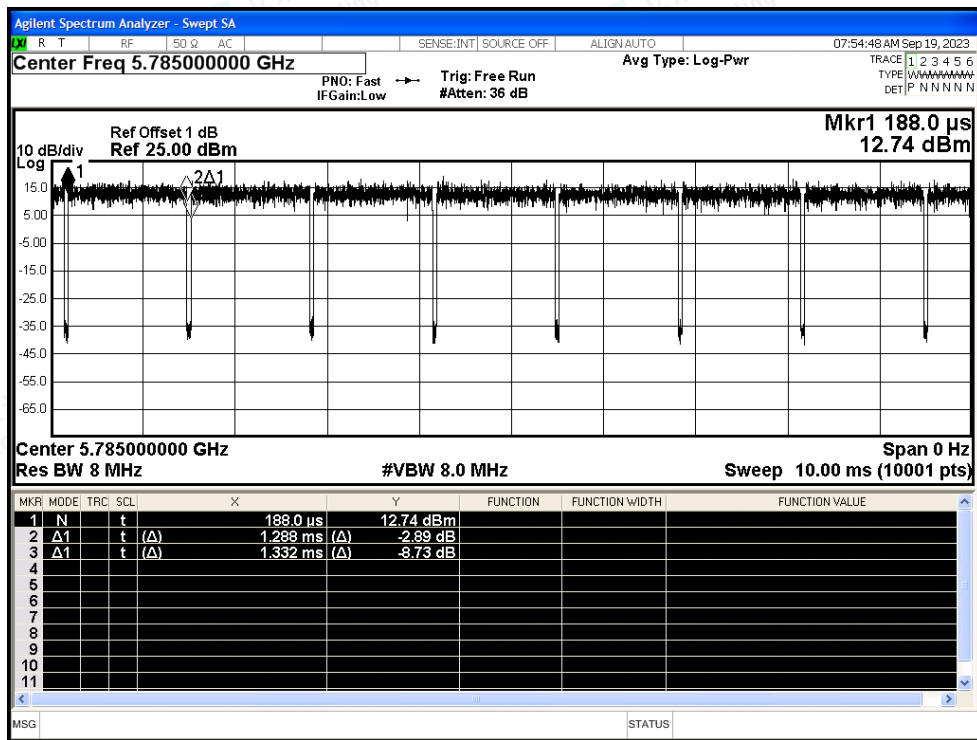 Agilent Spectrum Analyzer - Swept SA
LXI R T RF 50 Ω AC SENSE:INT SOURCE OFF ALIGN AUTO 07:54:48 AM Sep 19, 2023
Center Freq 5.785000000 GHz
PNO: Fast
IFGain:Low
Trig: Free Run
#Atten: 36 dB
Avg Type: Log-Pwr
TRACE 1 2 3 4 5 6
TYPE
DET P N N N N N
Mkr1 188.0 µs
12.74 dBm
Ref Offset 1 dB
10 dB/div Ref 25.00 dBm
Log
1
2Δ1
15.0
5.00
-5.00
-15.0
-25.0
-35.0
-45.0
-55.0
-65.0
Center 5.785000000 GHz Span 0 Hz
Res BW 8 MHz #VBW 8.0 MHz Sweep 10.00 ms (10001 pts)
MKR MODE TRC SCL X Y FUNCTION FUNCTION WIDTH FUNCTION VALUE
1 N t 188.0 µs 12.74 dBm
2 Δ1 t (Δ) 1.288 ms (Δ) -2.89 dB
3 Δ1 t (Δ) 1.332 ms (Δ) -8.73 dB
4
5
6
7
8
9
10
11
MSG STATUS